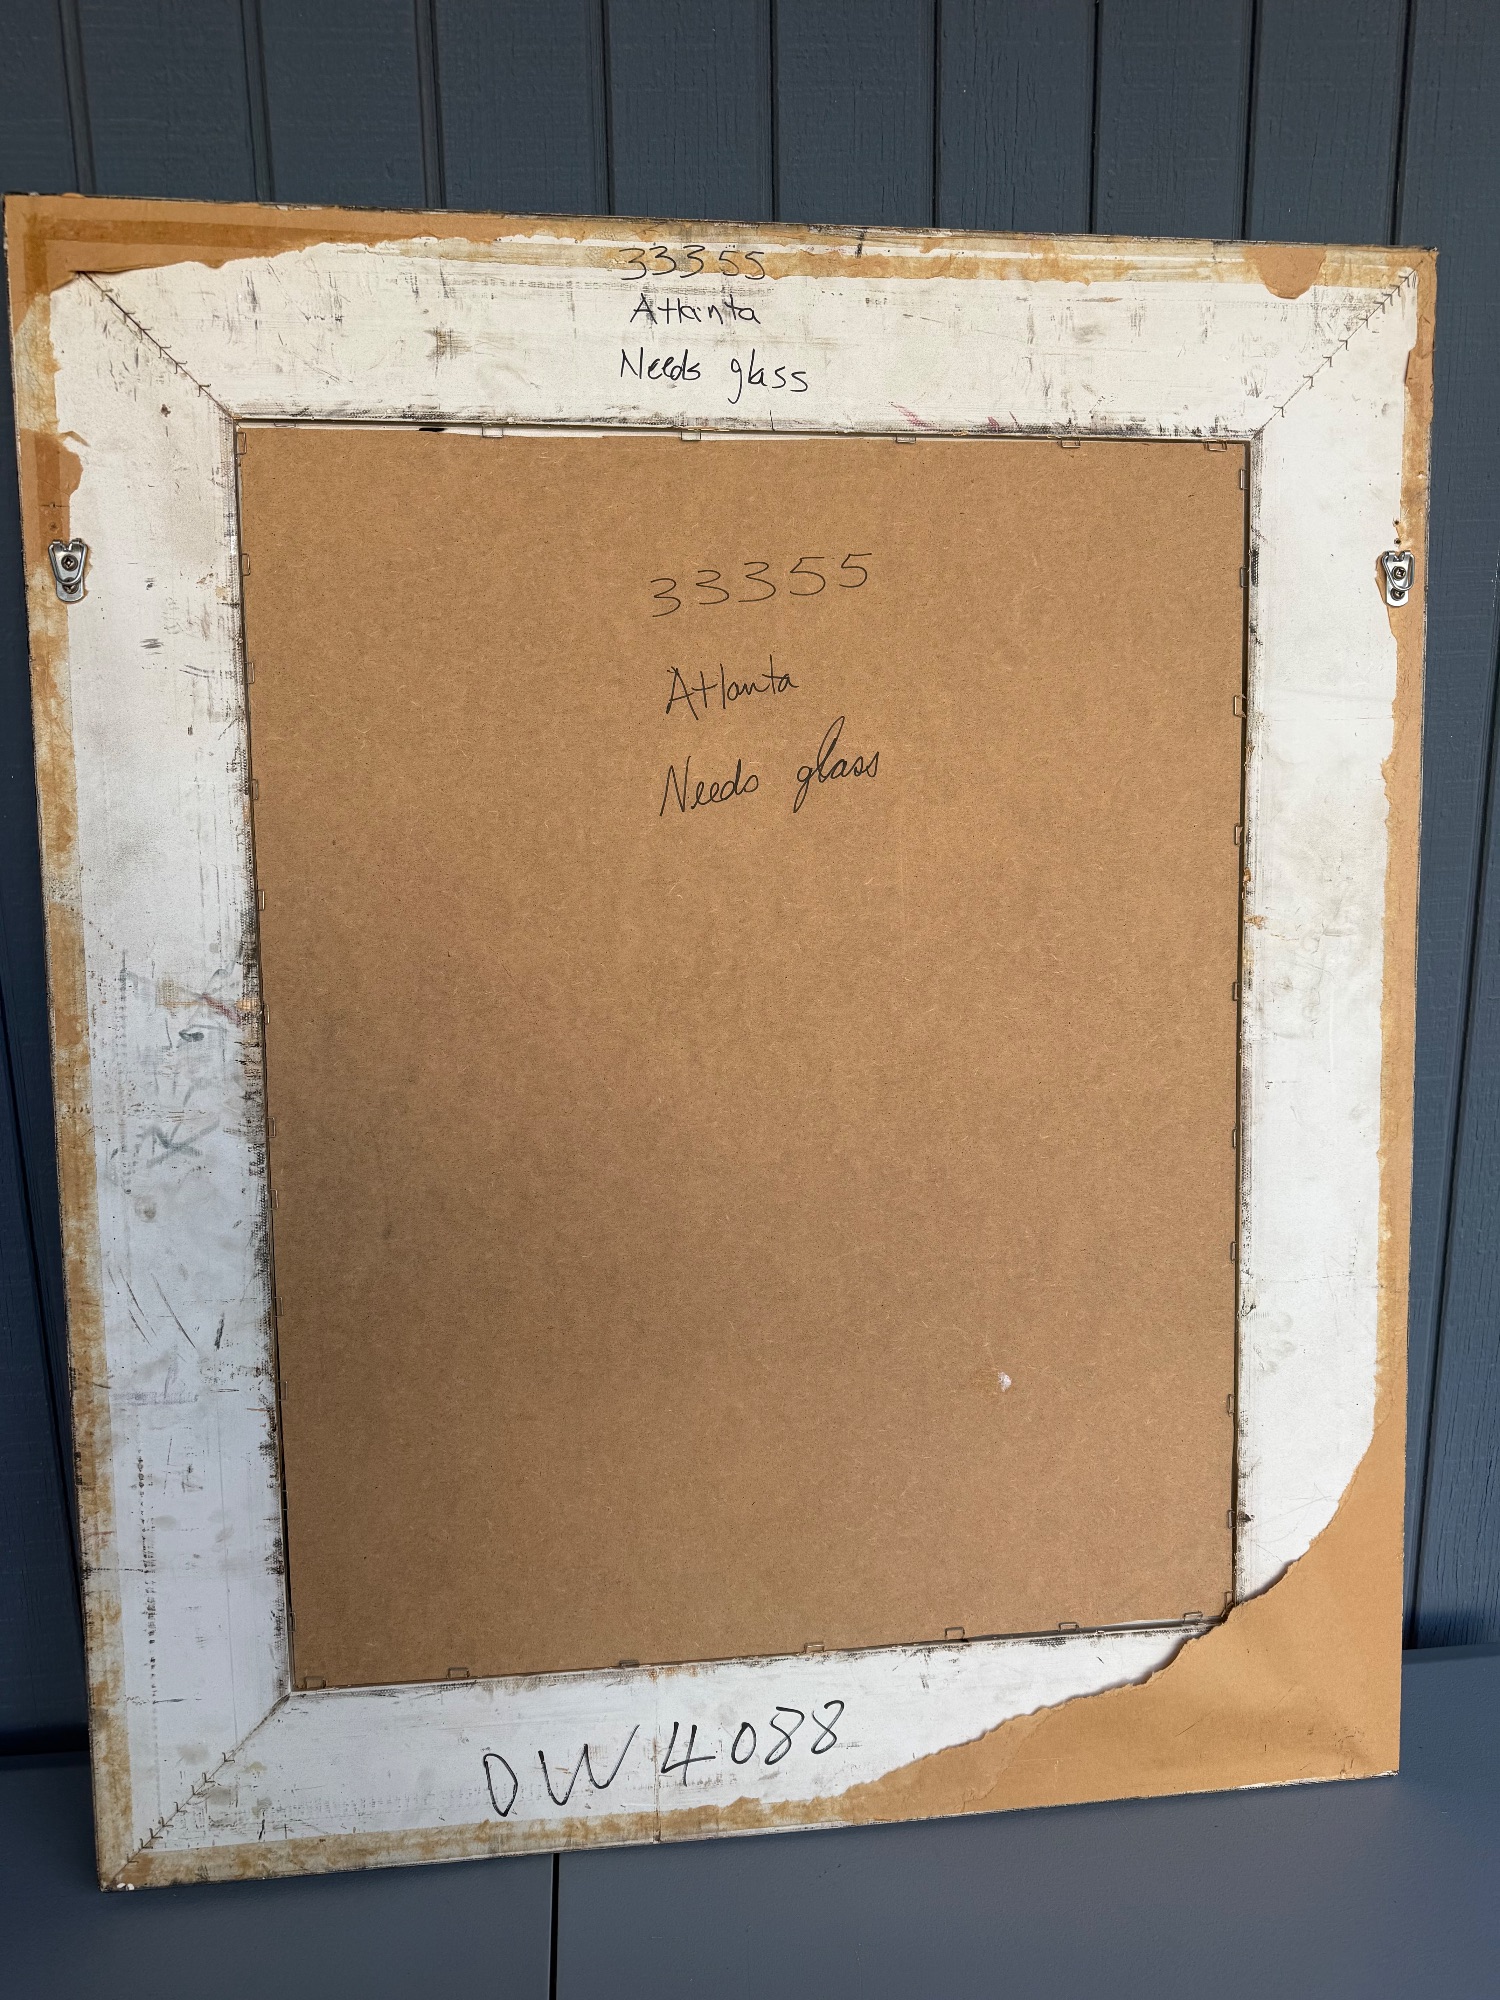 33355
Atlanta
Needs glass
33355
Atlanta
Needs glass
DW4088